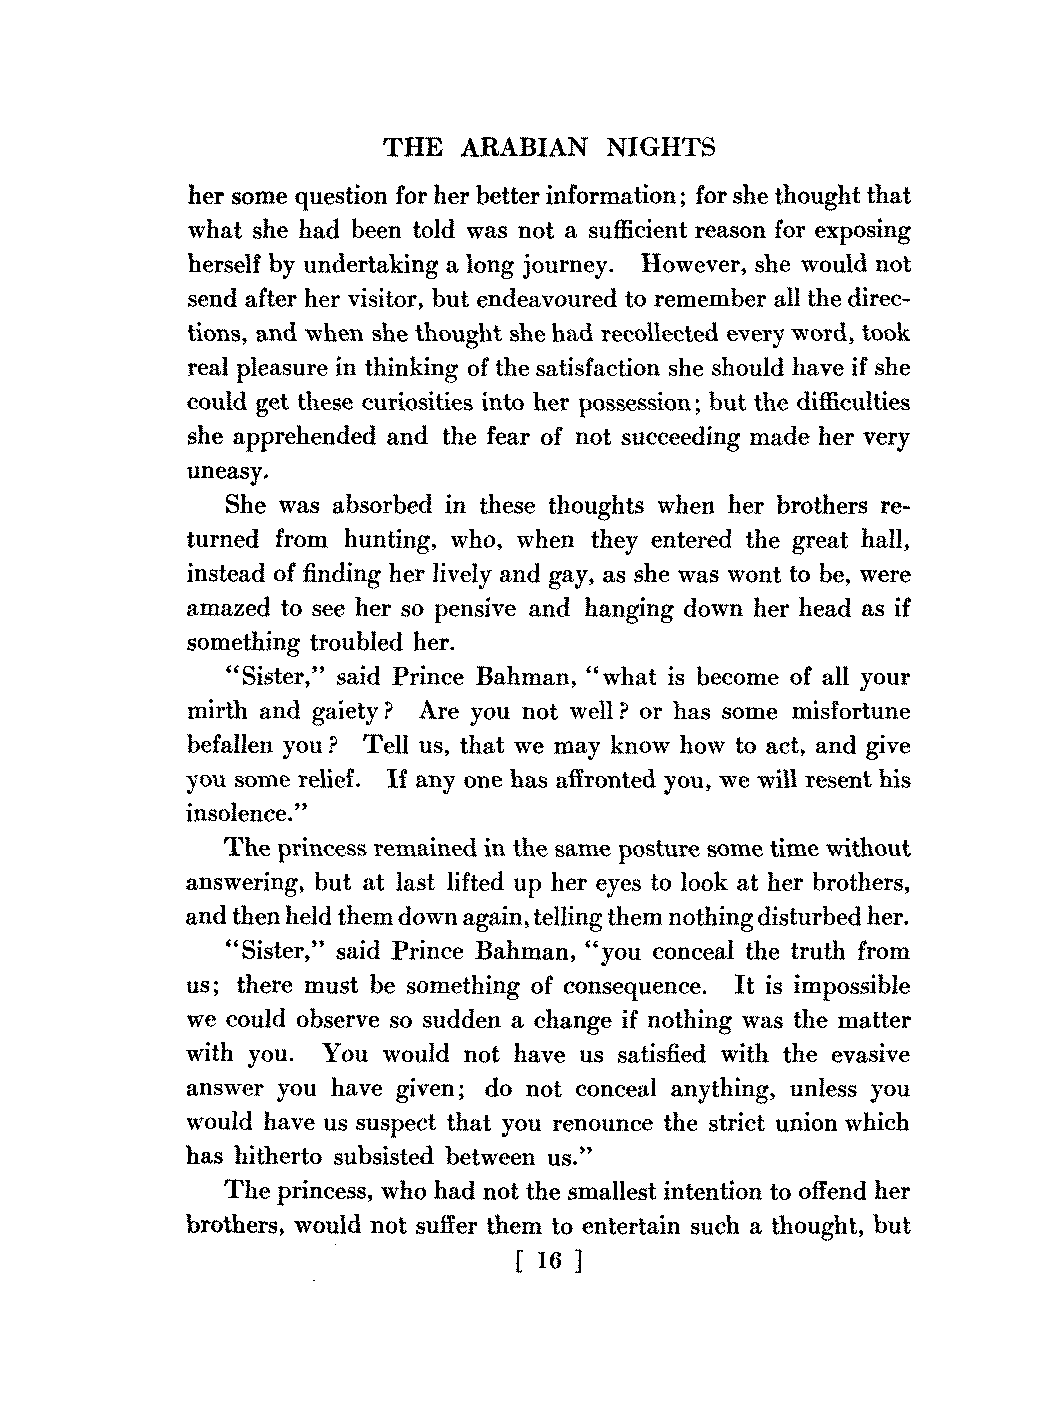 THE ARABIAN NIGHTS
her some question for her better information; for she thought that
what she had been told was not a sufficient reason for exposing
herself by undertaking a long journey. However, she would not
send after her visitor, but endeavoured to remember all the direc-
tions, and when she thought she had recollected every word, took
real pleasure in thinking of the satisfaction she should have if she
could get these curiosities into her possession; but the difficulties
she apprehended and the fear of not succeeding made her very
uneasy.
She was absorbed in these thoughts when her brothers re-
turned from hunting, who, when they entered the great hall,
instead of finding her lively and gay, as she was wont to be, were
amazed to see her so pensive and hanging down her head as if
something troubled her.
“Sister,” said Prince Bahman, “what is become of all your
mirth and gaiety? Are you not well? or has some misfortune
befallen you? Tell us, that we may know how to act, and give
you some relief. If any one has affronted you, we will resent his
insolence.”
The princess remained in the same posture some time without
answering, but at last lifted up her eyes to look at her brothers,
and then held them down again, telling them nothing disturbed her.
“Sister,” said Prince Bahman, “you conceal the truth from
us; there must be something of consequence. It is impossible
we could observe so sudden a change if nothing was the matter
with you. You would not have us satisfied with the evasive
answer you have given; do not conceal anything, unless you
would have us suspect that you renounce the strict union which
has hitherto subsisted between us.”
The princess, who had not the smallest intention to offend her
brothers, would not suffer them to entertain such a thought, but
[ 16 ]